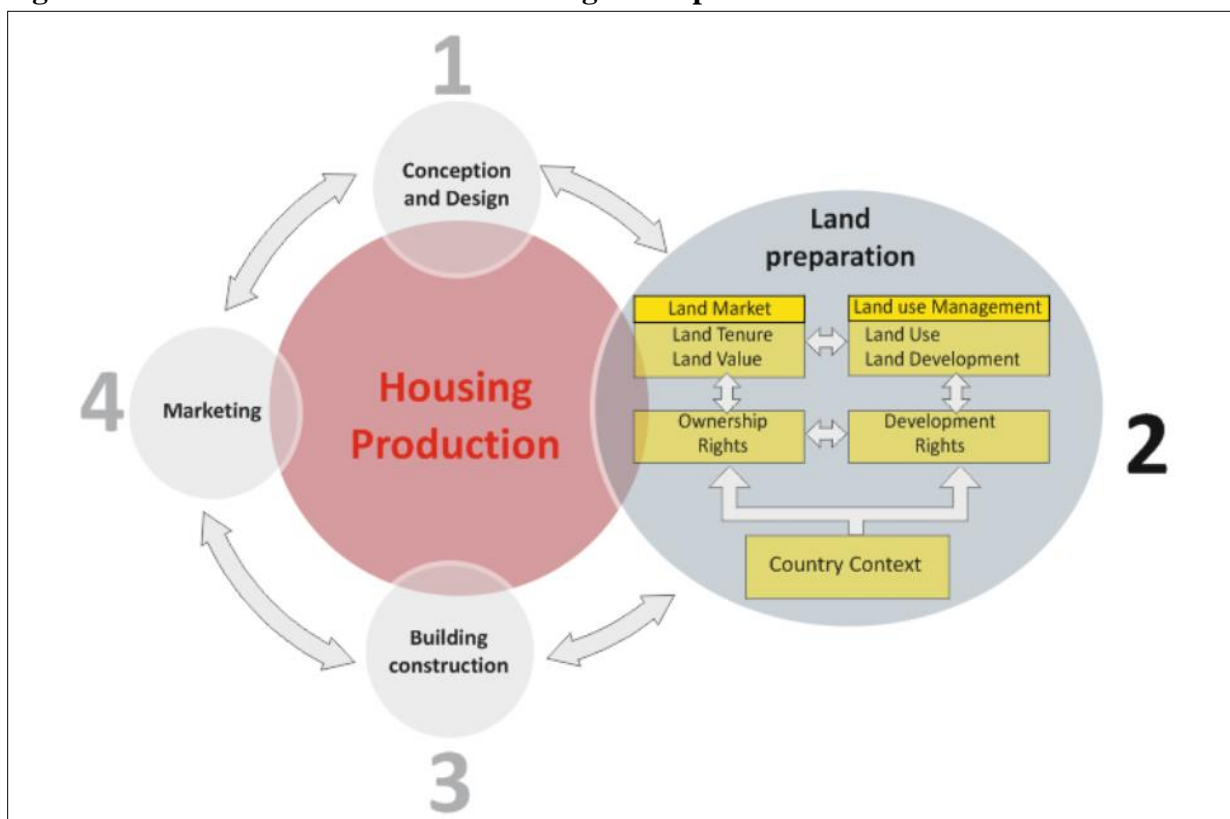 1
Conception
and Design
Land
preparation
Land Market
Land Tenure
Land Value
Land use Management
Land Use
Land Development
Ownership
Rights
Development
Rights
Country Context
2
Housing
Production
4
Marketing
Building
construction
3